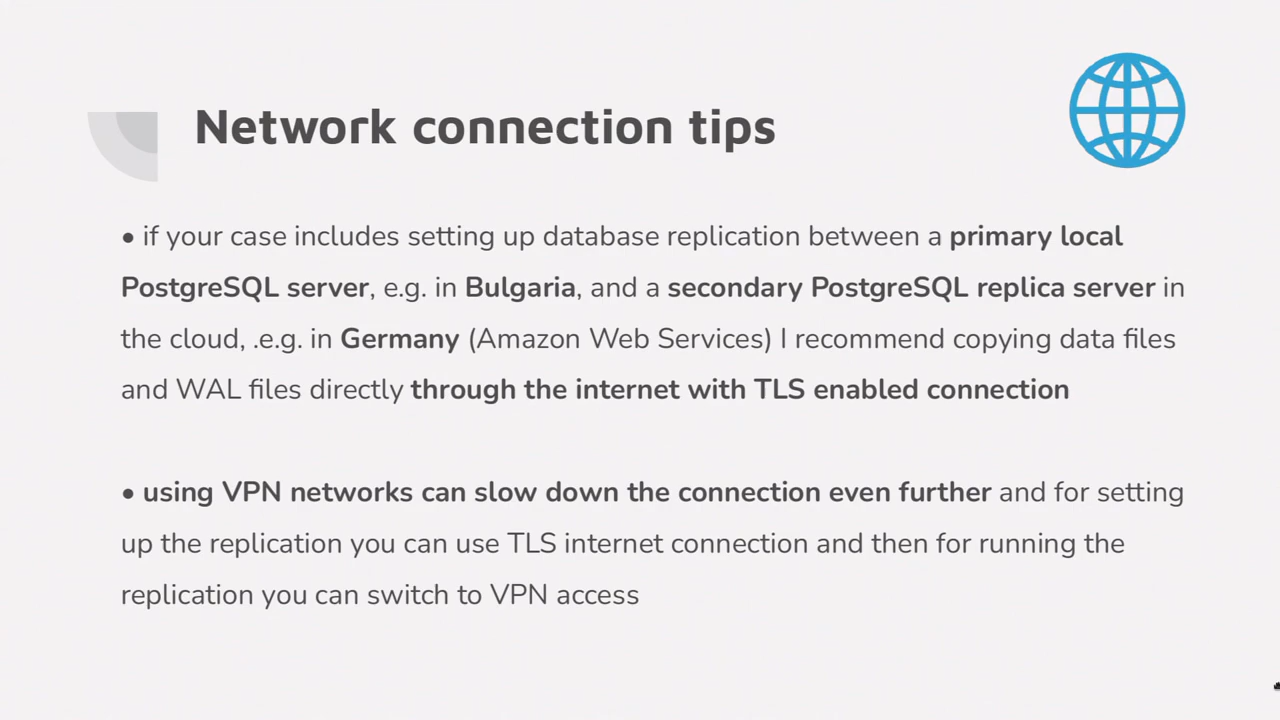 Network connection tips
• if your case includes setting up database replication between a primary local
PostgreSQL server, e.g. in Bulgaria, and a secondary PostgreSQL replica server in
the cloud, .e.g. in Germany (Amazon Web Services) I recommend copying data files
and WAL files directly through the internet with TLS enabled connection
• using VPN networks can slow down the connection even further and for setting
up the replication you can use TLS internet connection and then for running the
replication you can switch to VPN access